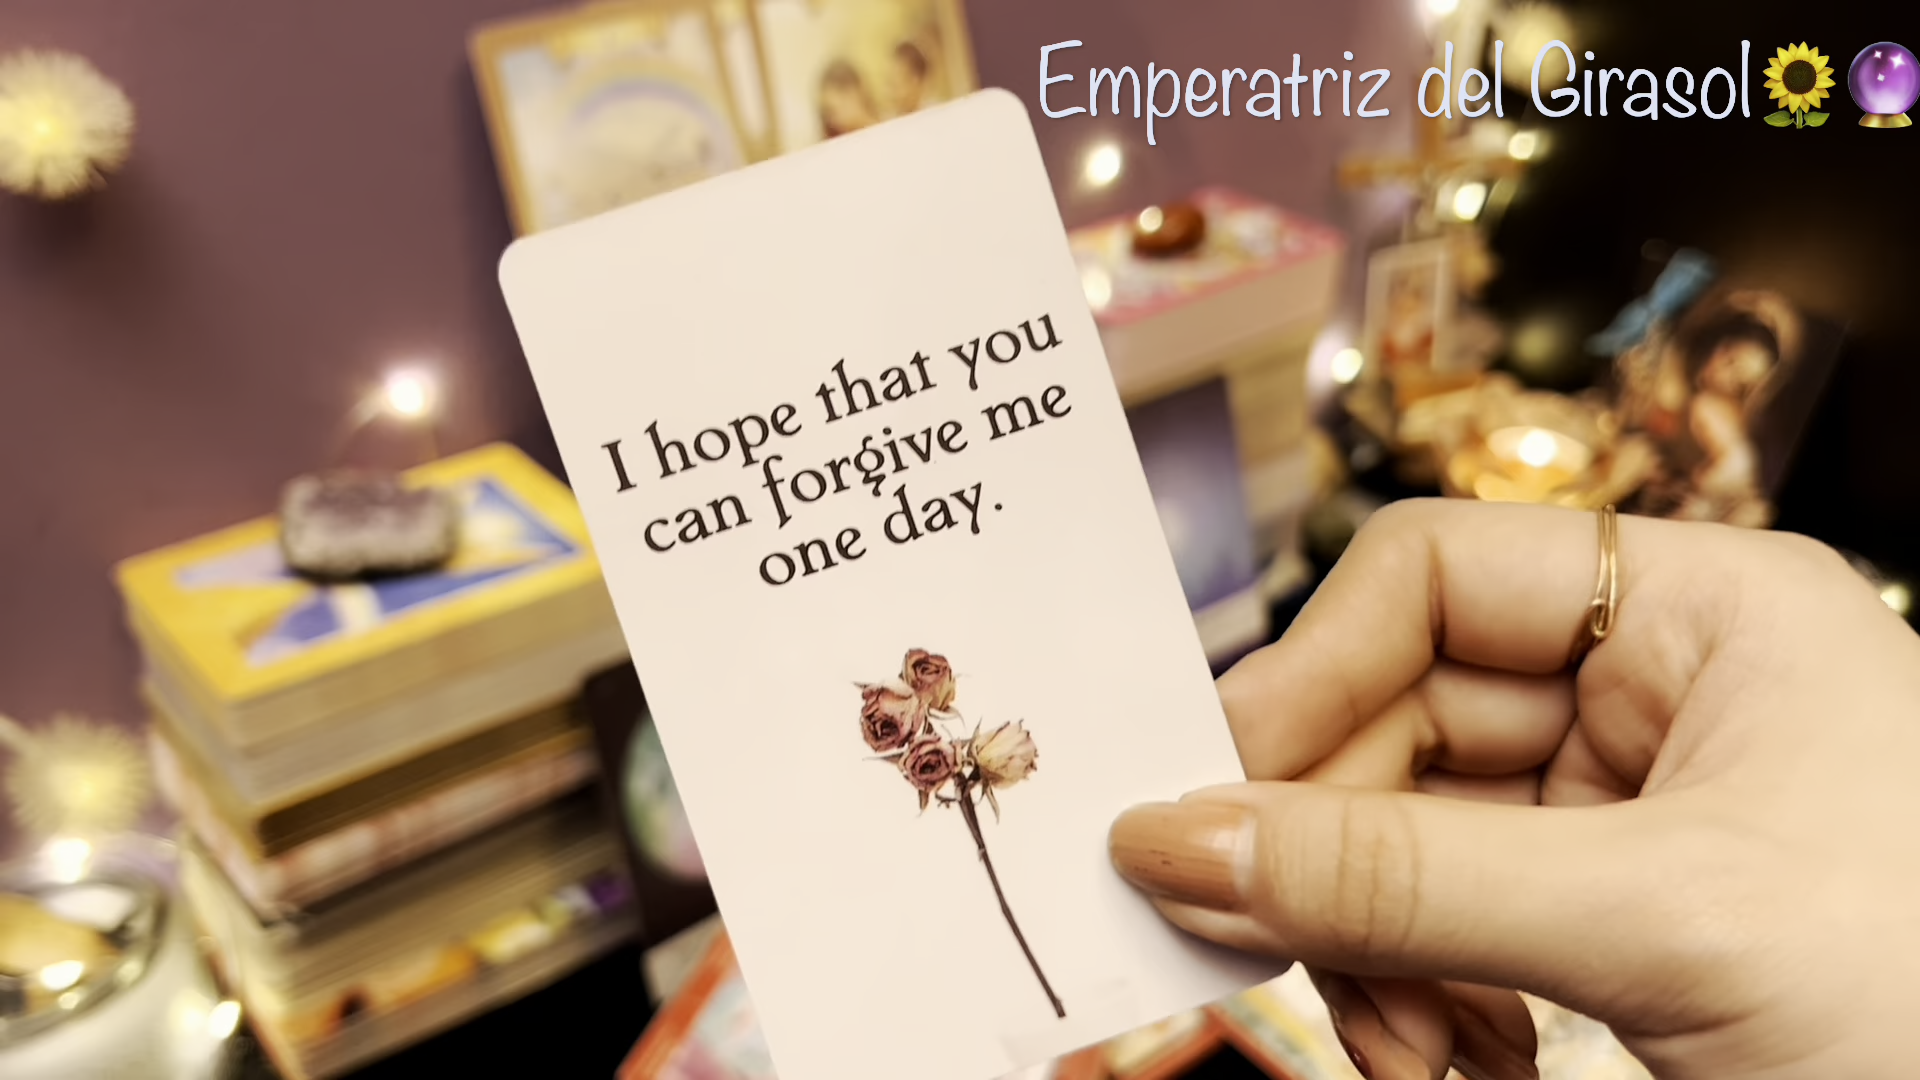 Emperatriz del Girasol🌻🔮
I hope that you
can forgive me
one day.